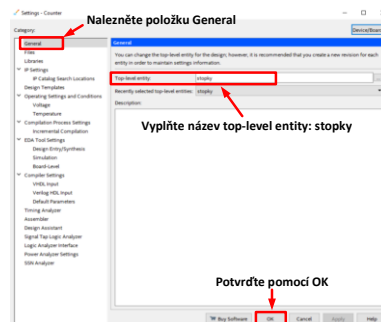 Settings - Counter
Nalezněte položku General
Category:
Device/Boar
General
Files
Libraries
IP Settings
IP Catalog Search Locations
Design Templates
Operating Settings and Conditions
Voltage
Temperature
Compilation Process Settings
Incremental Compilation
EDA Tool Settings
Design Entry/Synthesis
Simulation
Board-Level
Compiler Settings
VHDL Input
Verilog HDL Input
Default Parameters
Timing Analyzer
Assembler
Design Assistant
Signal Tap Logic Analyzer
Logic Analyzer Interface
Power Analyzer Settings
SSN Analyzer
General
You can change the top-level entity for the design, however, it is recommended that you create a new revision for each
entity in order to maintain settings information.
Top-level entity: stopky
Recently selected top-level entities: stopky
Description:
Vyplňte název top-level entity: stopky
Potvrďte pomocí OK
Buy Software OK Cancel Apply Help